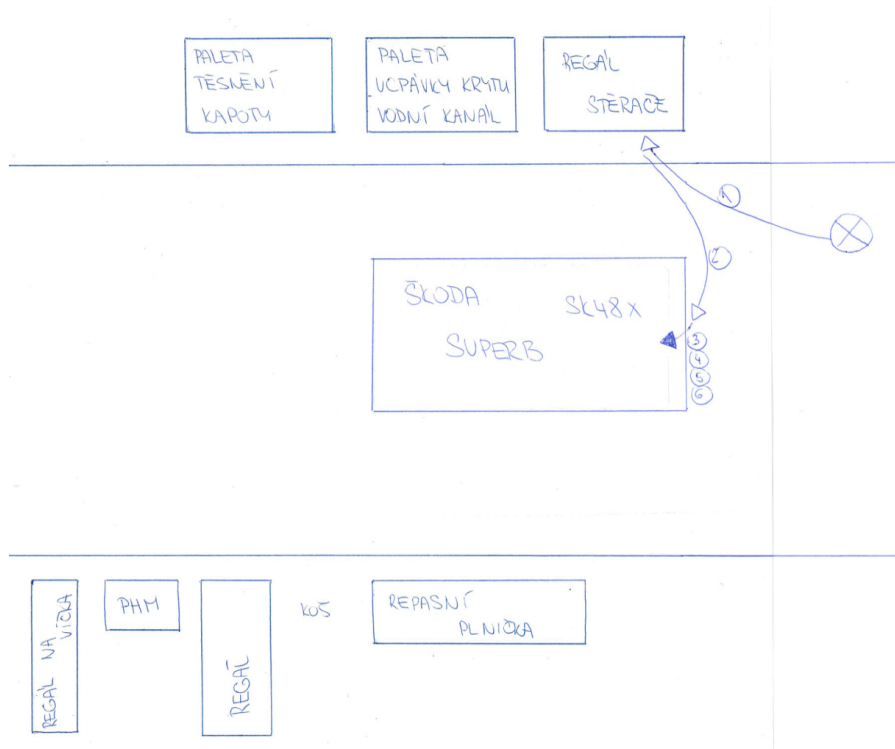 PALETA
TĚSNĚNÍ
KAPOTY
PALETA
UCPÁVKY KRYTU
VODNÍ KANÁL
REGÁL
STĚRAČE
1
2
ŠKODA
SUPERB
SK48X
3
4
5
6
REGÁL NA
VÍČKA
PHM
REGÁL
KOŠ
REPASNÍ
PLNIČKA